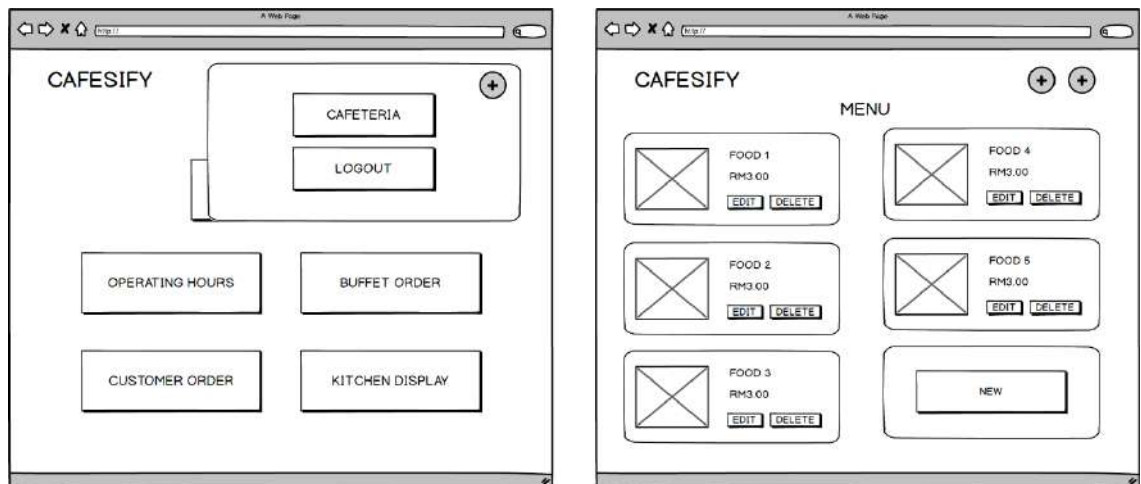 A Web Page
http://
CAFESIFY
+
CAFETERIA
LOGOUT
OPERATING HOURS
BUFFET ORDER
CUSTOMER ORDER
KITCHEN DISPLAY
A Web Page
http://
CAFESIFY
+ +
MENU
FOOD 1
RM3.00
EDIT DELETE
FOOD 2
RM3.00
EDIT DELETE
FOOD 3
RM3.00
EDIT DELETE
FOOD 4
RM3.00
EDIT DELETE
FOOD 5
RM3.00
EDIT DELETE
NEW